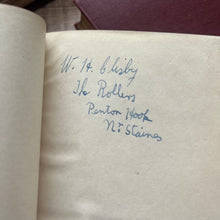 W. H. Clisby
The Rollers
Penton Hook
Nr Staines